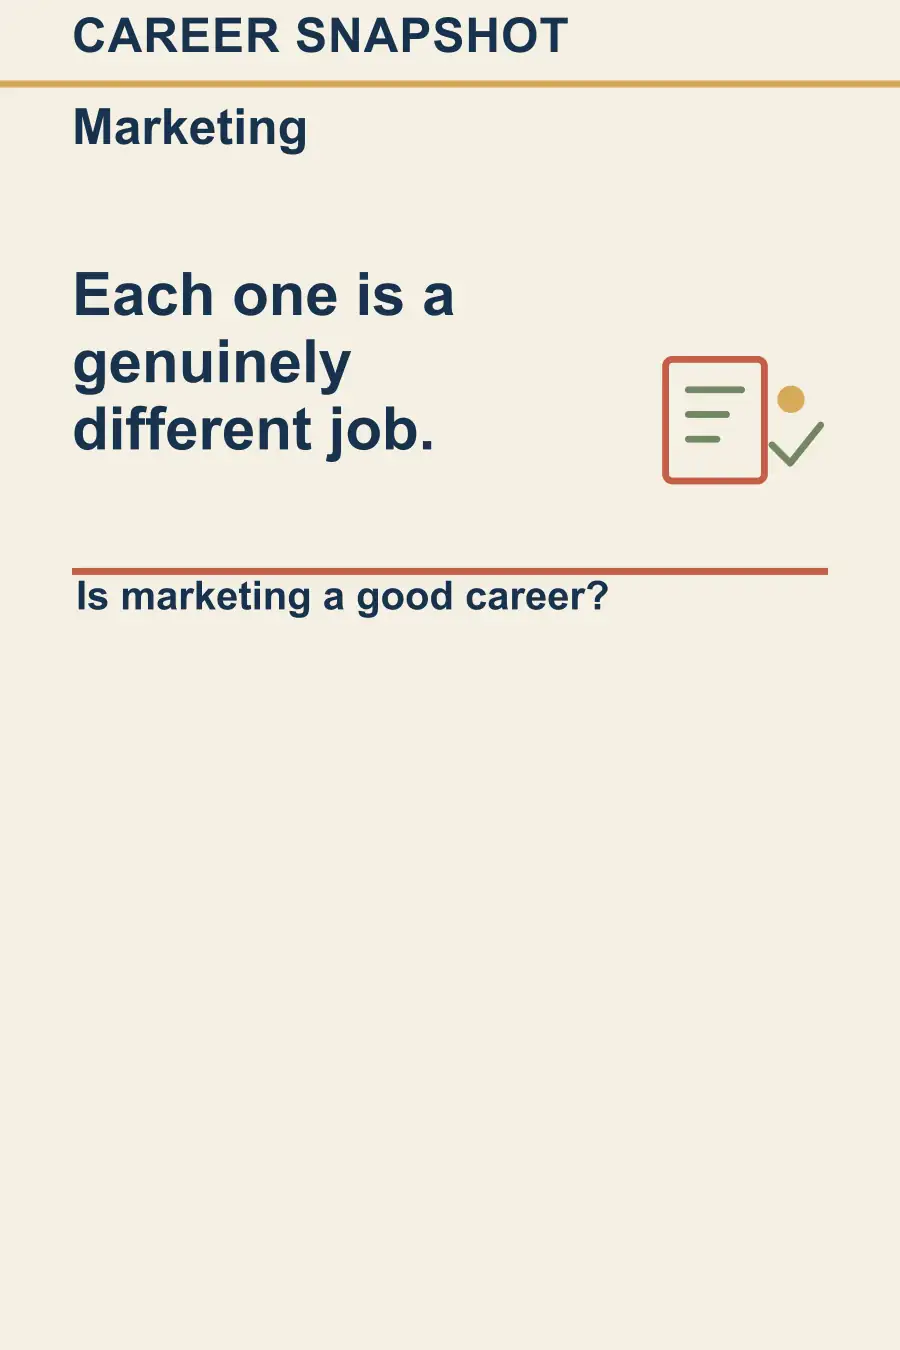 CAREER SNAPSHOT
Marketing
Each one is a
genuinely
different job.
Is marketing a good career?